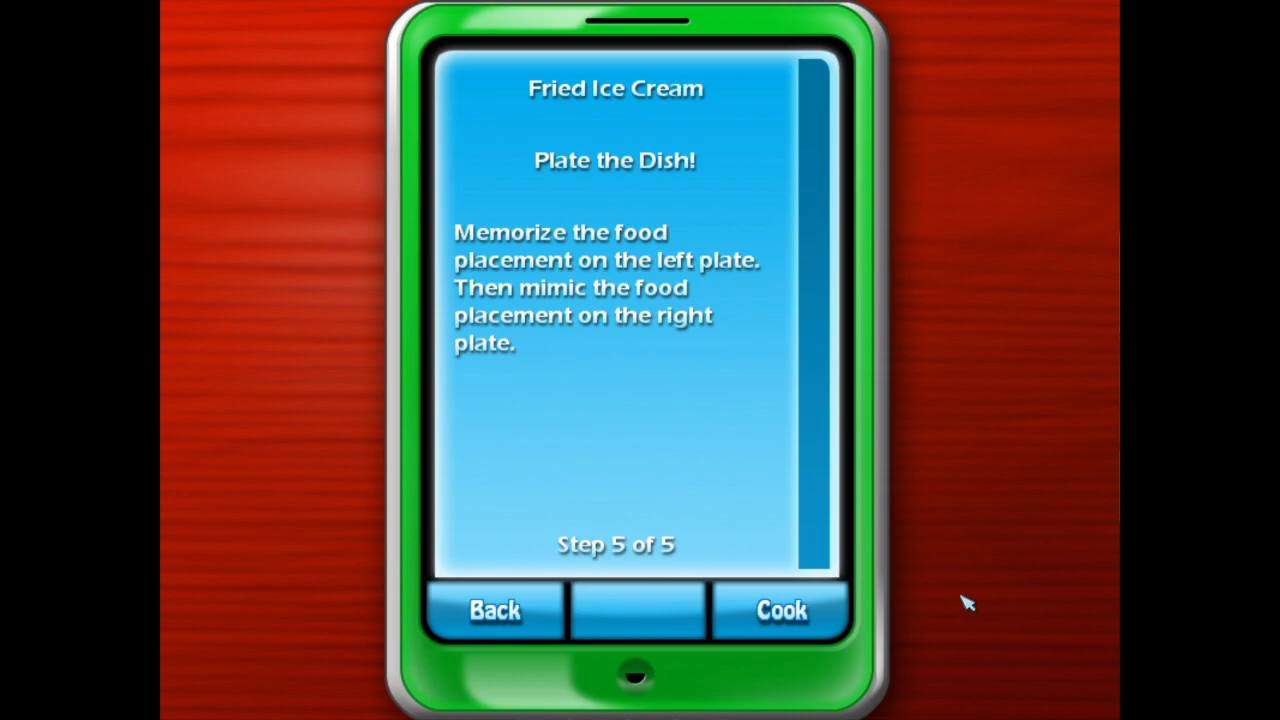 Fried Ice Cream
Plate the Dish!
Memorize the food
placement on the left plate.
Then mimic the food
placement on the right
plate.
Step 5 of 5
Back
Cook